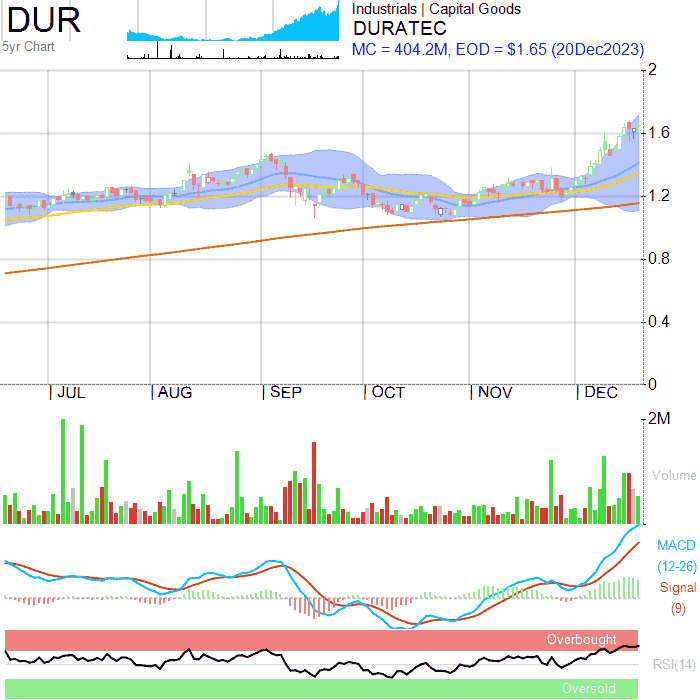 DUR
5yr Chart
Industrials | Capital Goods
DURATEC
MC = 404.2M, EOD = $1.65 (20Dec2023)
2
1.6
1.2
0.8
0.4
0
JUL AUG SEP OCT NOV DEC
2M
Volume
MACD
(12-26)
Signal
(9)
Overbought
RSI(14)
Oversold